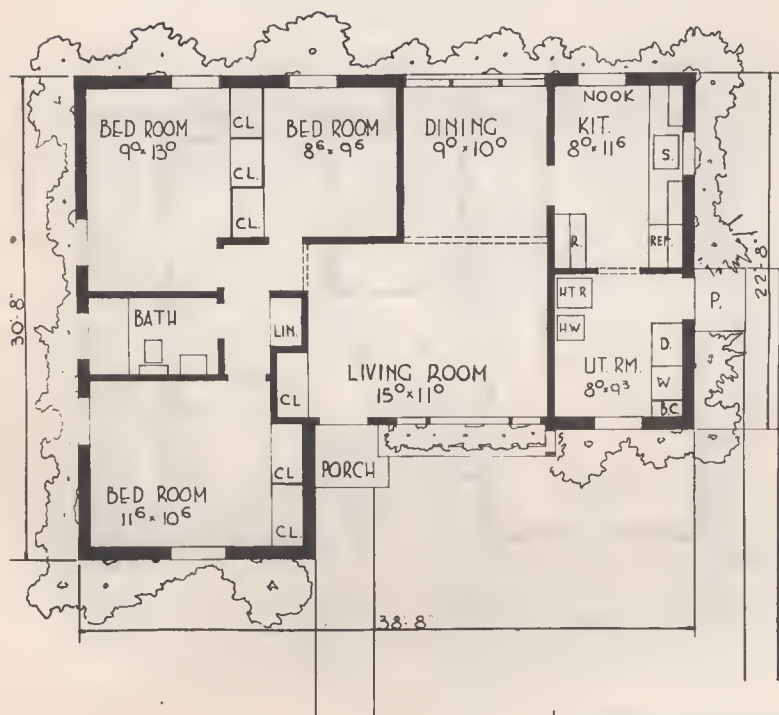 BED ROOM
9⁰ x 13⁰
CL
CL.
CL.
BED ROOM
8⁶ x 9⁶
DINING
9⁰ x 10⁰
NOOK
KIT.
8⁰ x 11⁶
S.
R.
REF.
30'-8"
22'-8"
BATH
LIN.
CL
LIVING ROOM
15⁰ x 11⁰
HTR
HW
UT. RM.
8⁰ x 9³
D.
W
B.C.
P.
BED ROOM
11⁶ x 10⁶
CL
CL.
PORCH
38'-8"